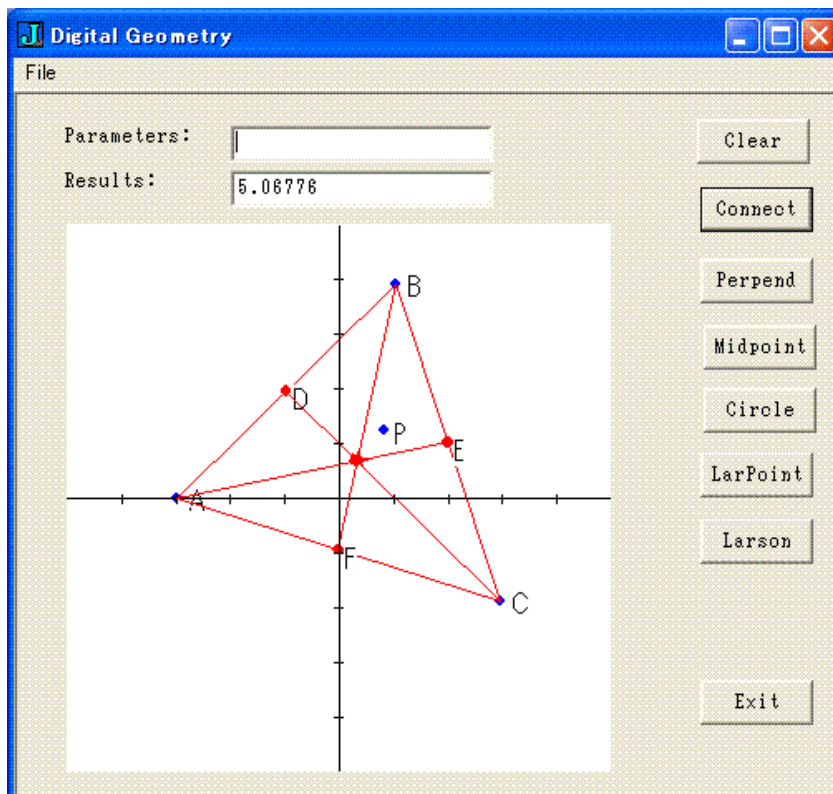 Digital Geometry
File
Parameters:
Clear
Results:
5.06776
Connect
B
Perpend
Midpoint
D
Circle
P
E
LarPoint
A
F
Larson
C
Exit